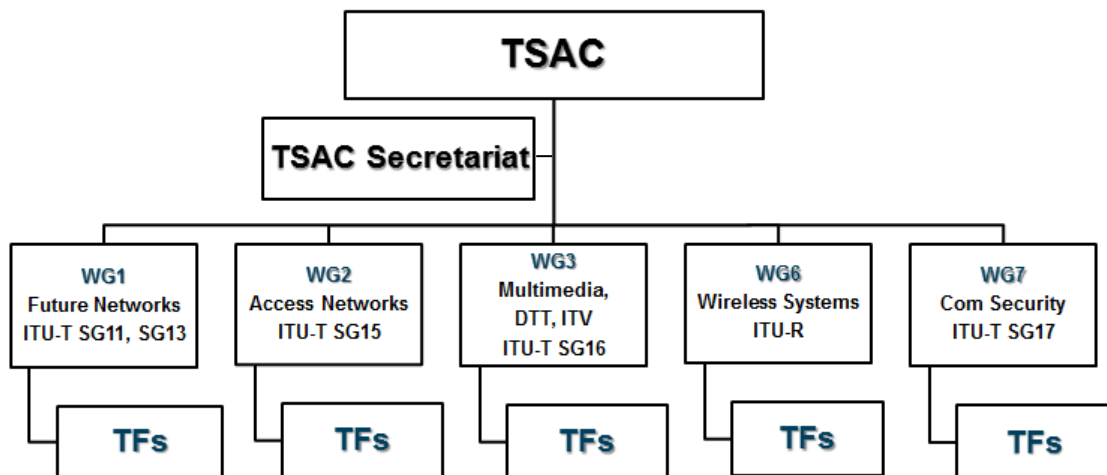 TSAC
TSAC Secretariat
WG1
Future Networks
ITU-T SG11, SG13
WG2
Access Networks
ITU-T SG15
WG3
Multimedia,
DTT, ITV
ITU-T SG16
WG6
Wireless Systems
ITU-R
WG7
Com Security
ITU-T SG17
TFs
TFs
TFs
TFs
TFs